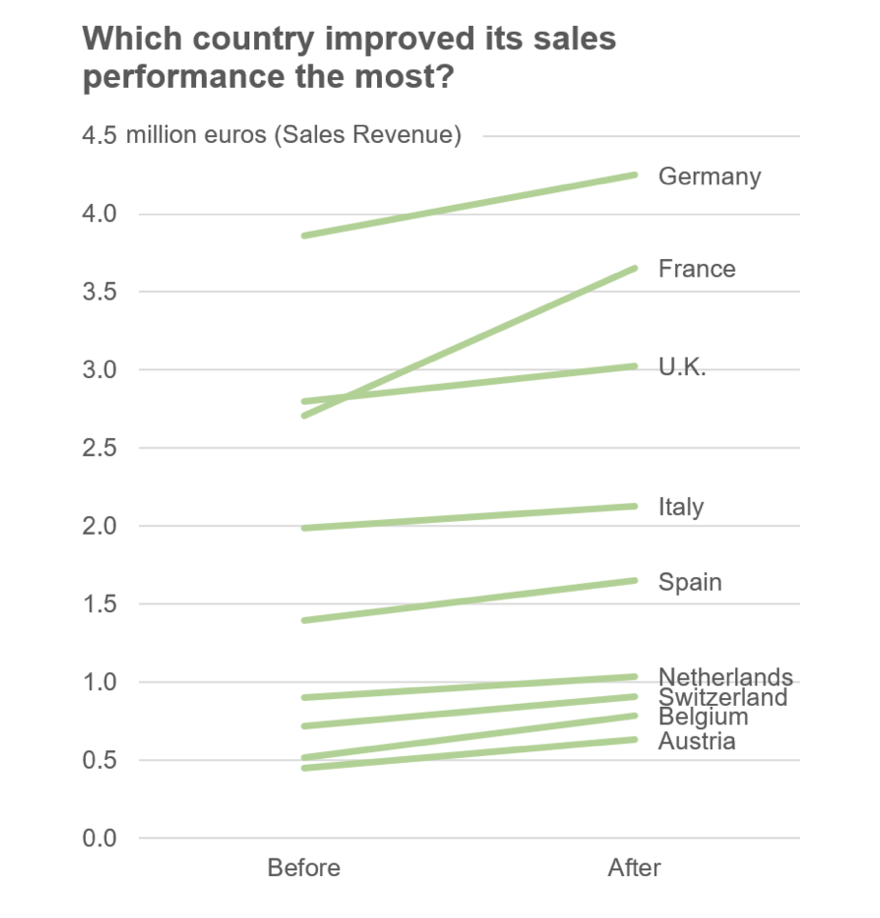 Which country improved its sales
performance the most?
4.5 million euros (Sales Revenue)
Germany
4.0
France
3.5
3.0
U.K.
2.5
Italy
2.0
Spain
1.5
Netherlands
1.0
Switzerland
Belgium
Austria
0.5
0.0
Before After